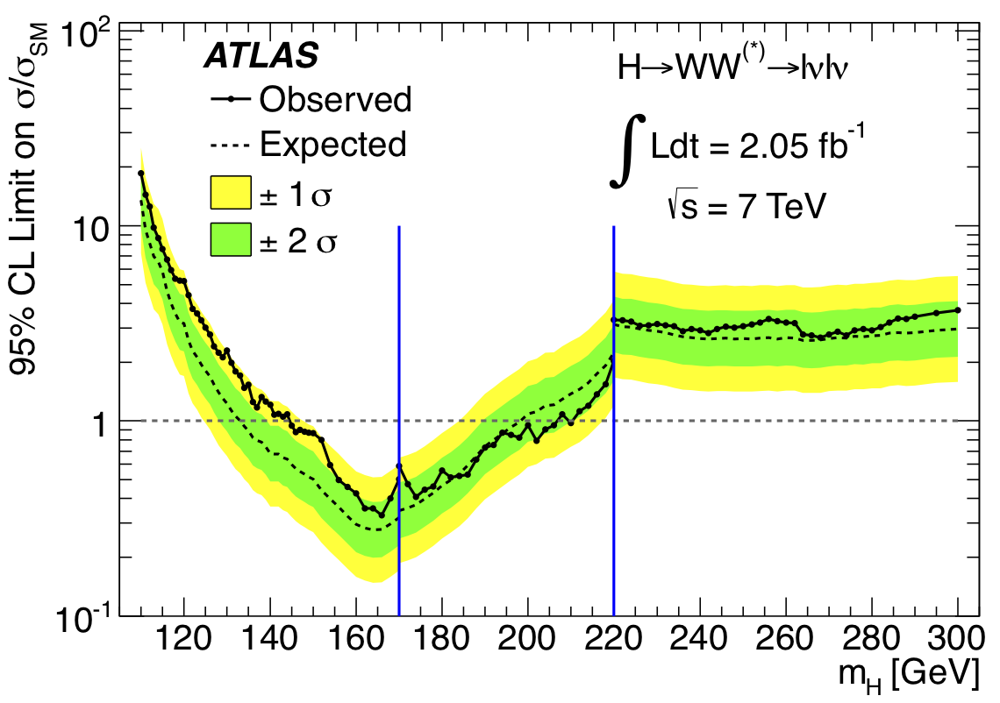 95% CL Limit on σ/σSM
10²
10
1
10⁻¹
ATLAS
Observed
Expected
± 1σ
± 2 σ
H→WW(*)→lνlν
∫ Ldt = 2.05 fb⁻¹
√s = 7 TeV
120 140 160 180 200 220 240 260 280 300
mH [GeV]